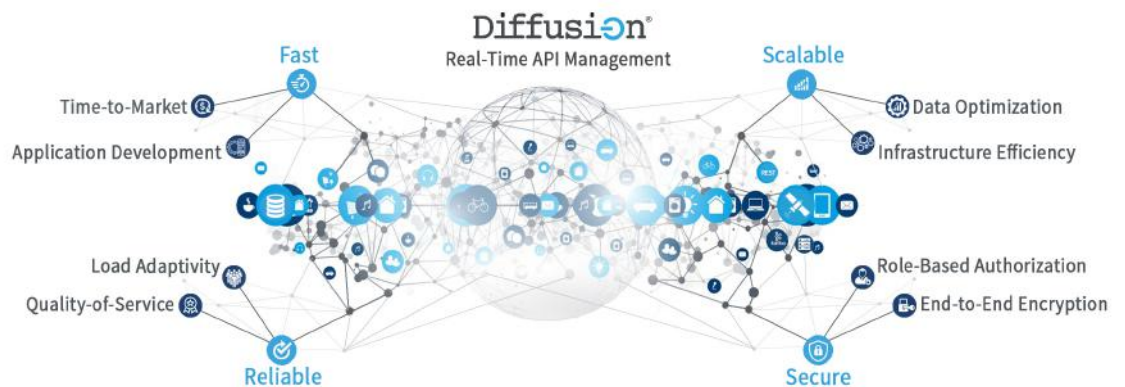 Diffusion®
Real-Time API Management
Fast
Time-to-Market
Application Development
Scalable
Data Optimization
Infrastructure Efficiency
REST
Load Adaptivity
Quality-of-Service
Reliable
Role-Based Authorization
End-to-End Encryption
Secure